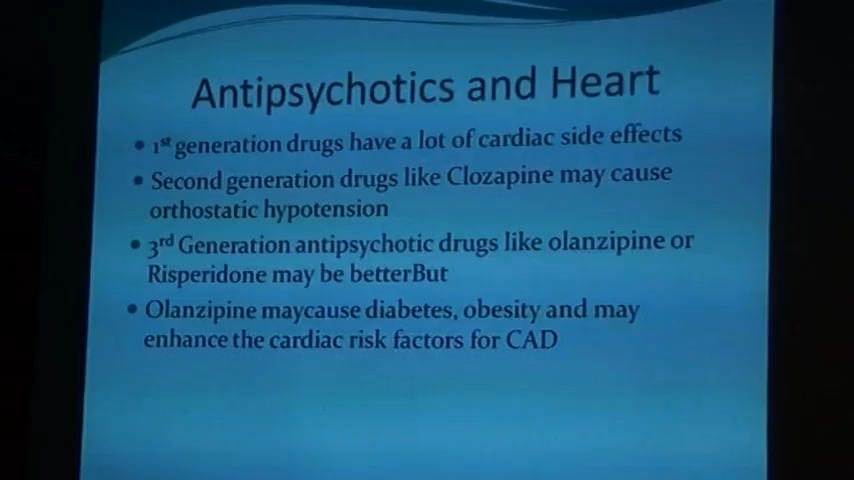 Antipsychotics and Heart
• 1st generation drugs have a lot of cardiac side effects
• Second generation drugs like Clozapine may cause
orthostatic hypotension
• 3rd Generation antipsychotic drugs like olanzipine or
Risperidone may be betterBut
• Olanzipine maycause diabetes, obesity and may
enhance the cardiac risk factors for CAD